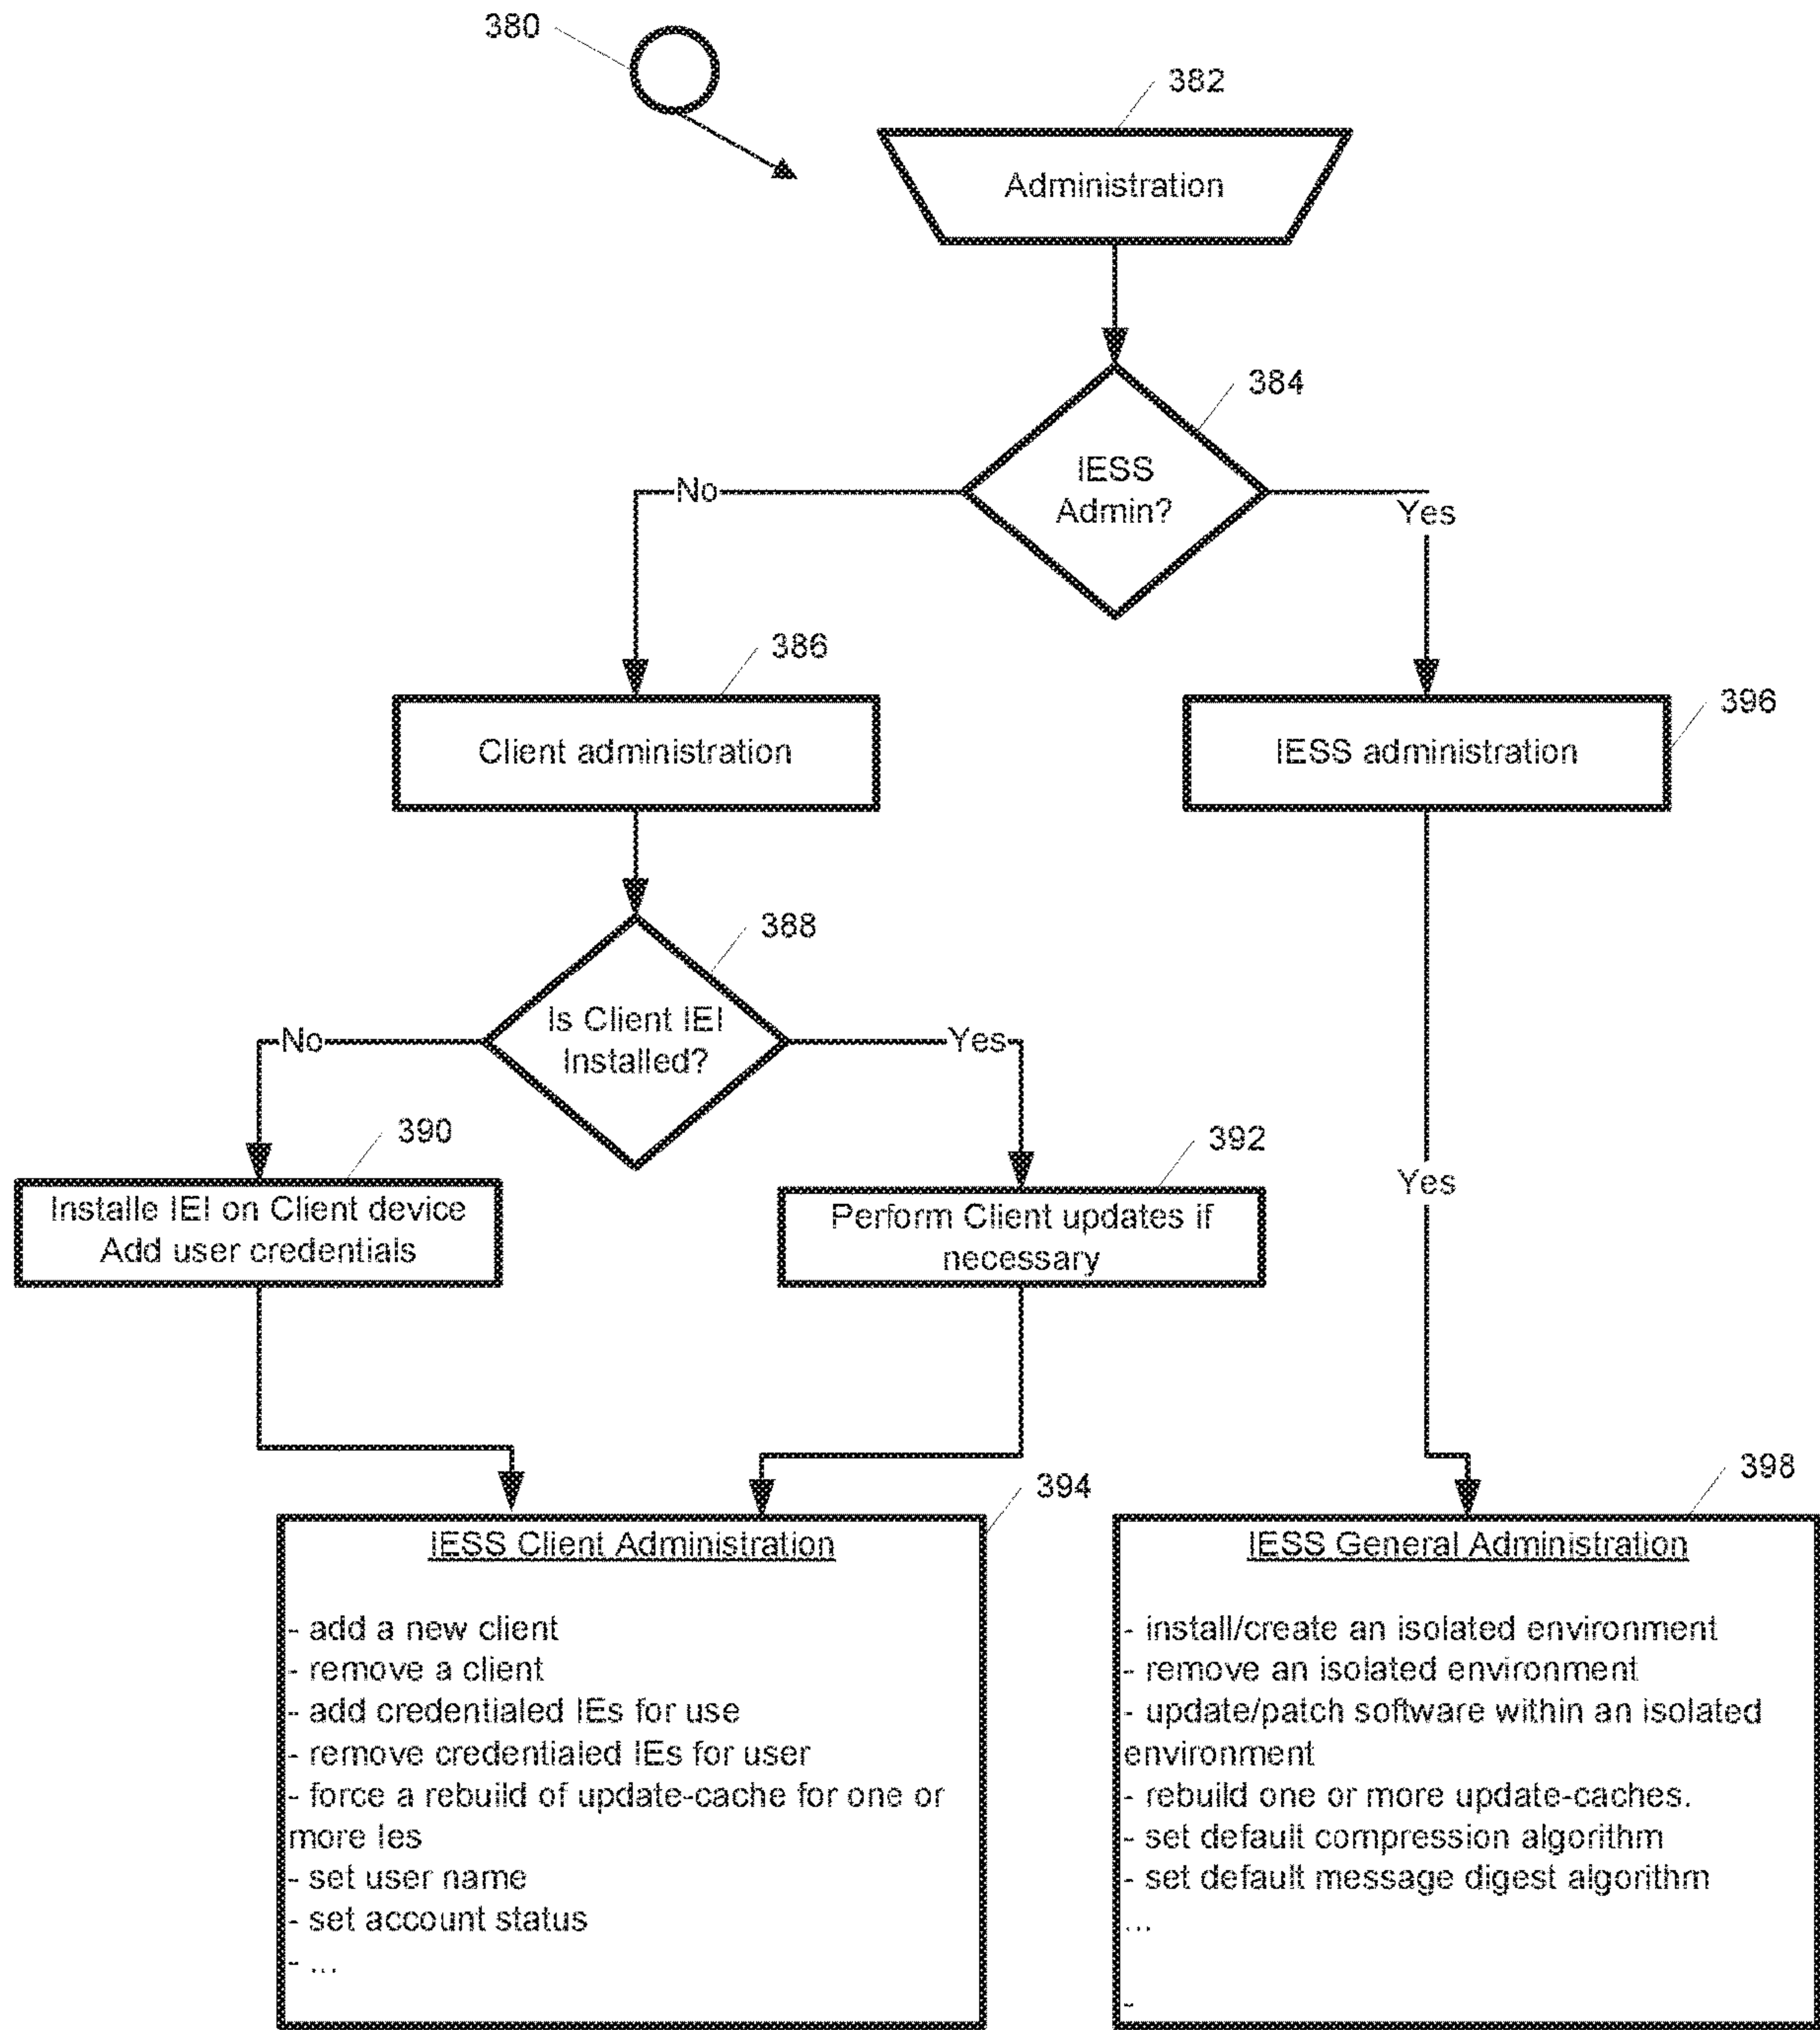 380
382
Administration
384
IESS
Admin?
No
Yes
386
396
Client administration
IESS administration
388
Is Client IEI
Installed?
No
Yes
390
392
Yes
Installe IEI on Client device
Add user credentials
Perform Client updates if
necessary
394
398
IESS Client Administration
- add a new client
- remove a client
- add credentialed IEs for use
- remove credentialed IEs for user
- force a rebuild of update-cache for one or
more Ies
- set user name
- set account status
- ...
IESS General Administration
- install/create an isolated environment
- remove an isolated environment
- update/patch software within an isolated
environment
- rebuild one or more update-caches.
- set default compression algorithm
- set default message digest algorithm
...
-